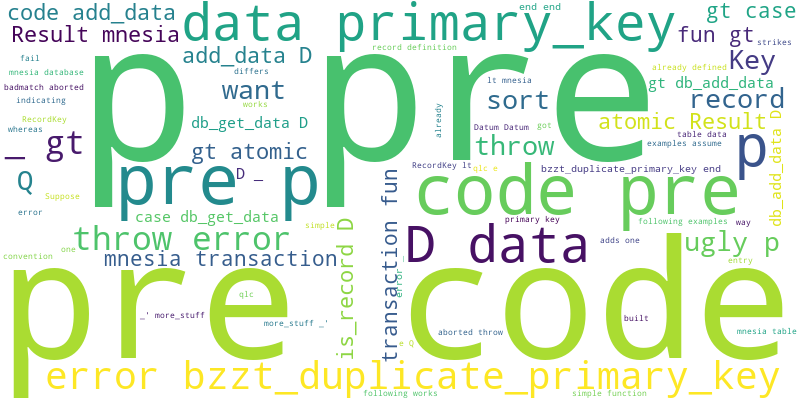 code add_data
data primary_key
end end
gt case
Result mnesia
add_data D
record definition
fun gt
strikes
fail
mnesia database
differs
already defined
Key
badmatch aborted
indicating
want
lt mnesia
gt db_add_data
works
sort
record
RecordKey
db_get_data D
already
Datum Datum
got
atomic Result
whereas
p pre
_ gt
gt atomic
throw
table data
examples assume
p
db_add_data D
Q
pre p
D _
RecordKey lt
qlc e
bzzt_duplicate_primary_key end
Suppose
code pre
error
case db_get_data
simple
primary key
following examples
way
throw error
transaction fun
D data
adds one
ugly p
convention
one
mnesia transaction
is_record D
error _
entry
qlc
pre code
_' more_stuff
more_stuff _'
built
aborted throw
mnesia table
e Q
error bzzt_duplicate_primary_key
following works
simple function